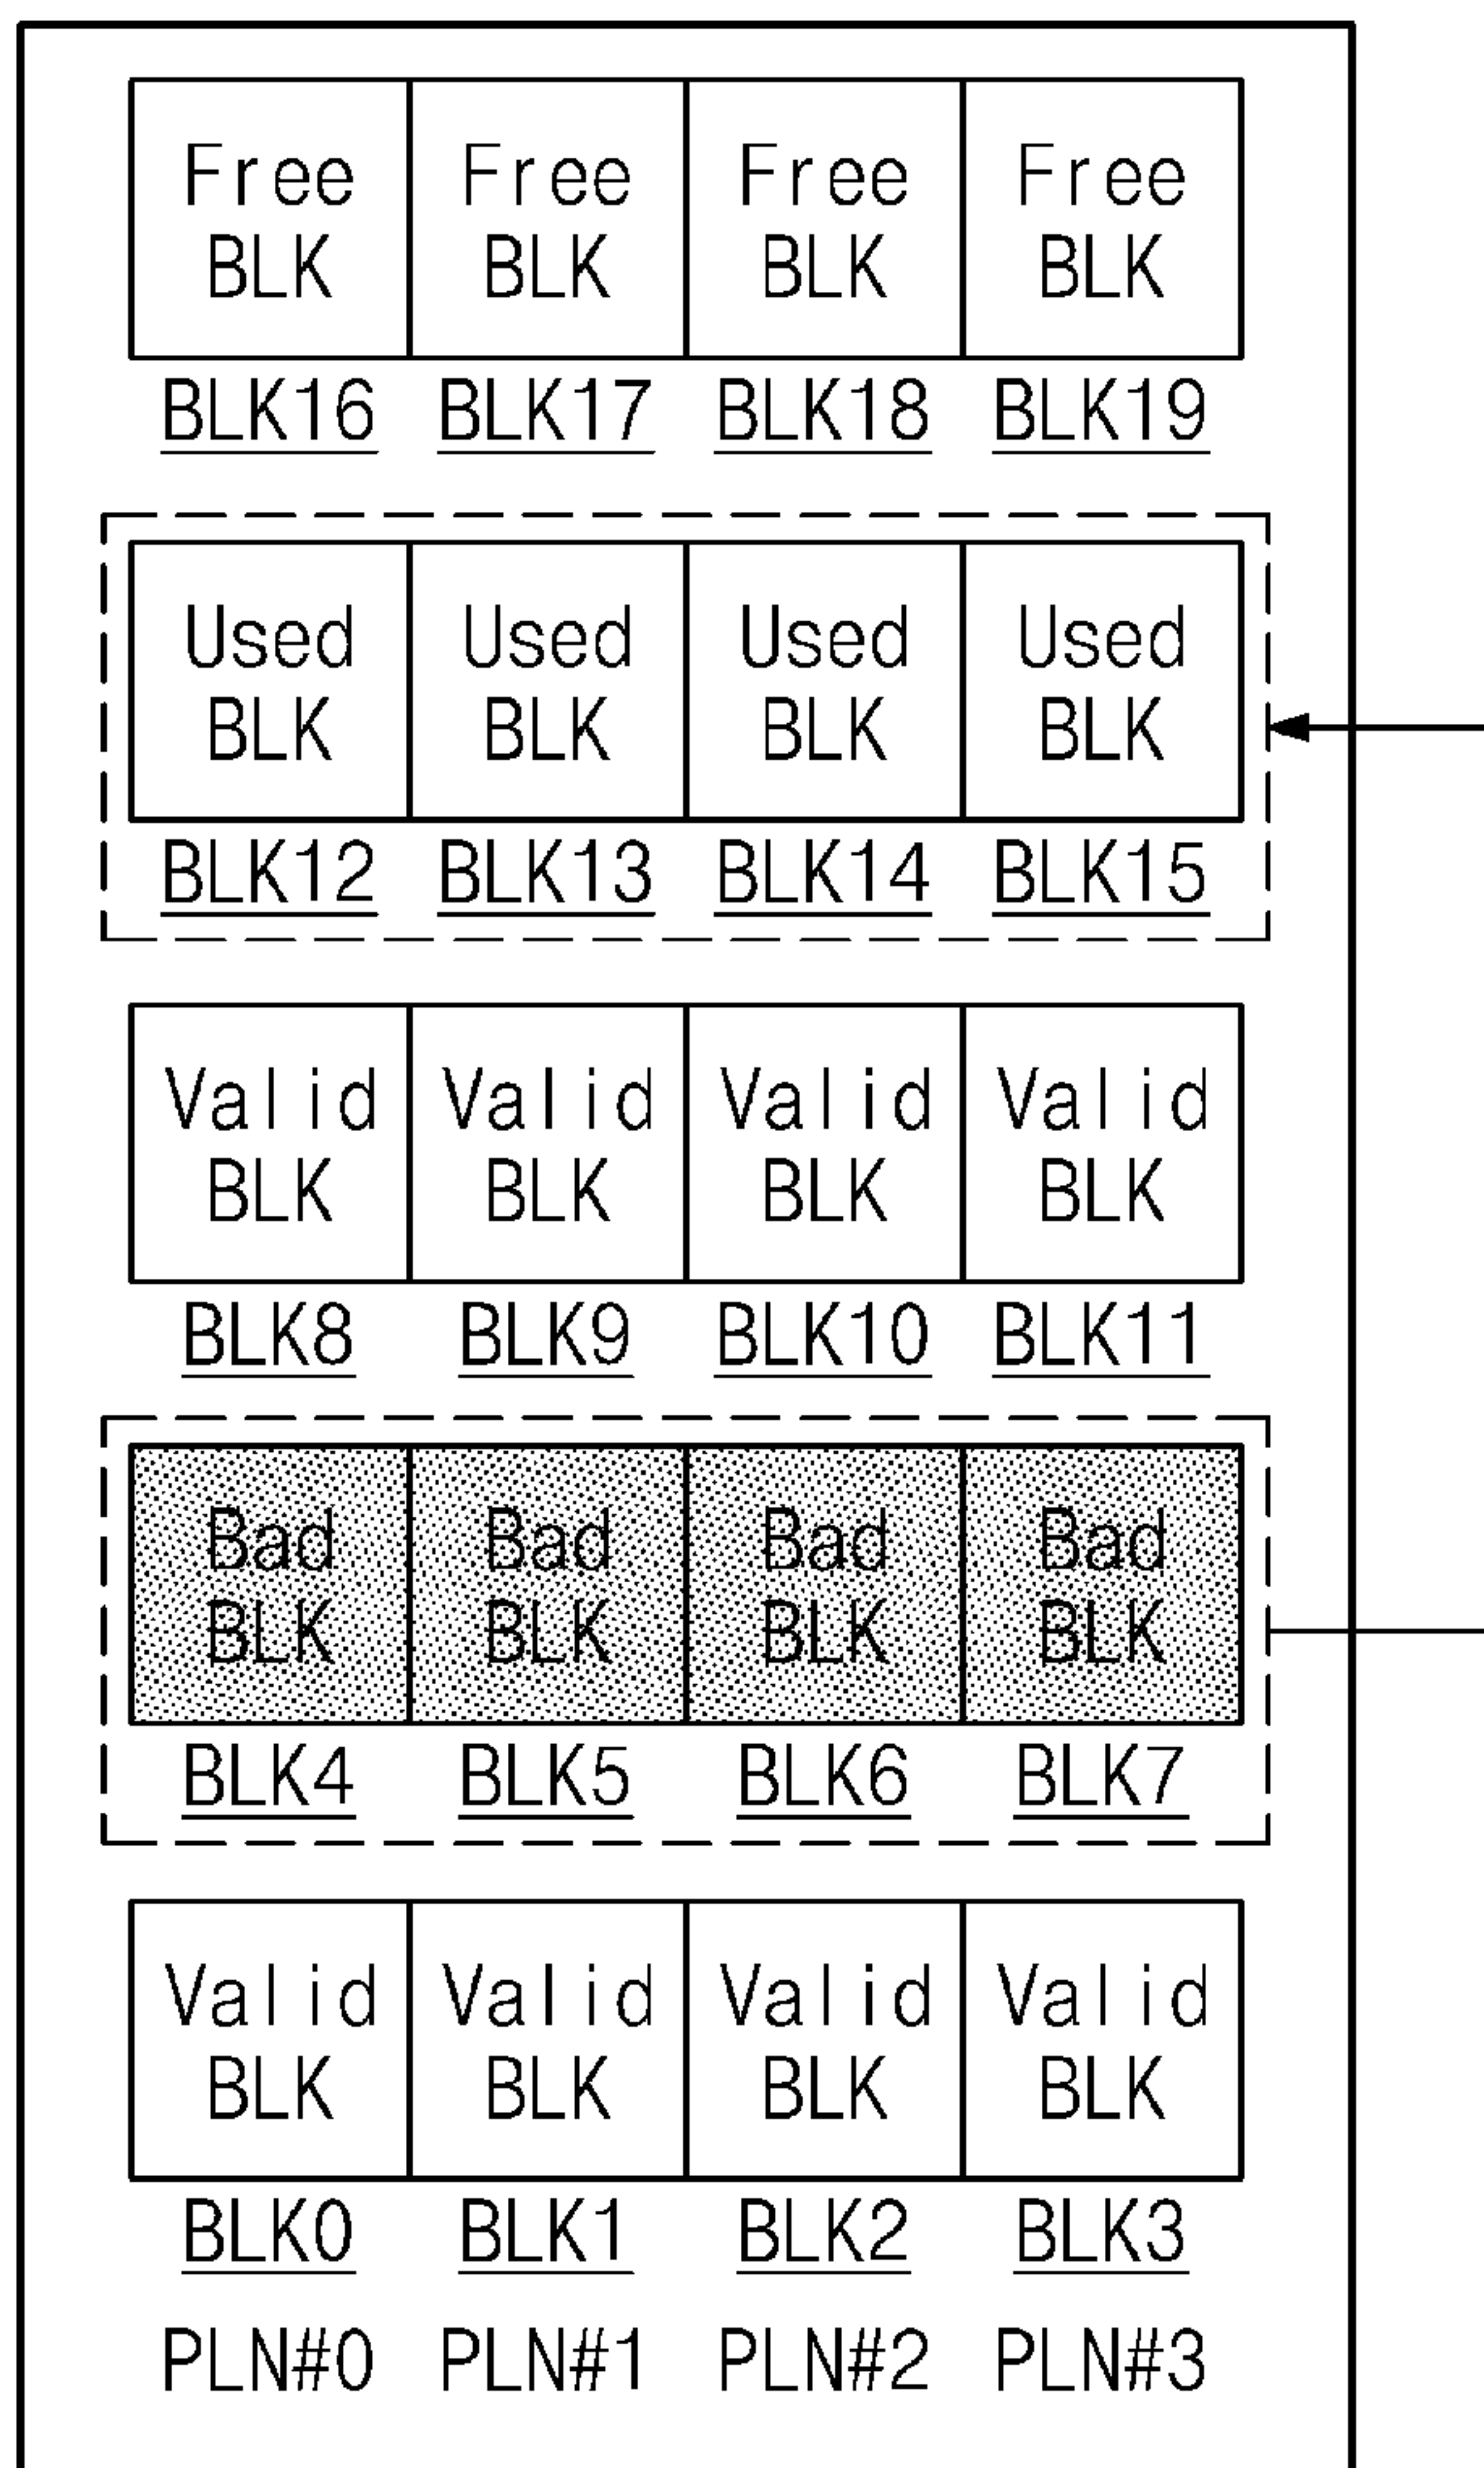 Free Free Free Free
BLK BLK BLK BLK
BLK16 BLK17 BLK18 BLK19
Used Used Used Used
BLK BLK BLK BLK
BLK12 BLK13 BLK14 BLK15
Valid Valid Valid Valid
BLK BLK BLK BLK
BLK8 BLK9 BLK10 BLK11
Bad Bad Bad Bad
BLK BLK BLK BLK
BLK4 BLK5 BLK6 BLK7
Valid Valid Valid Valid
BLK BLK BLK BLK
BLK0 BLK1 BLK2 BLK3
PLN#0 PLN#1 PLN#2 PLN#3